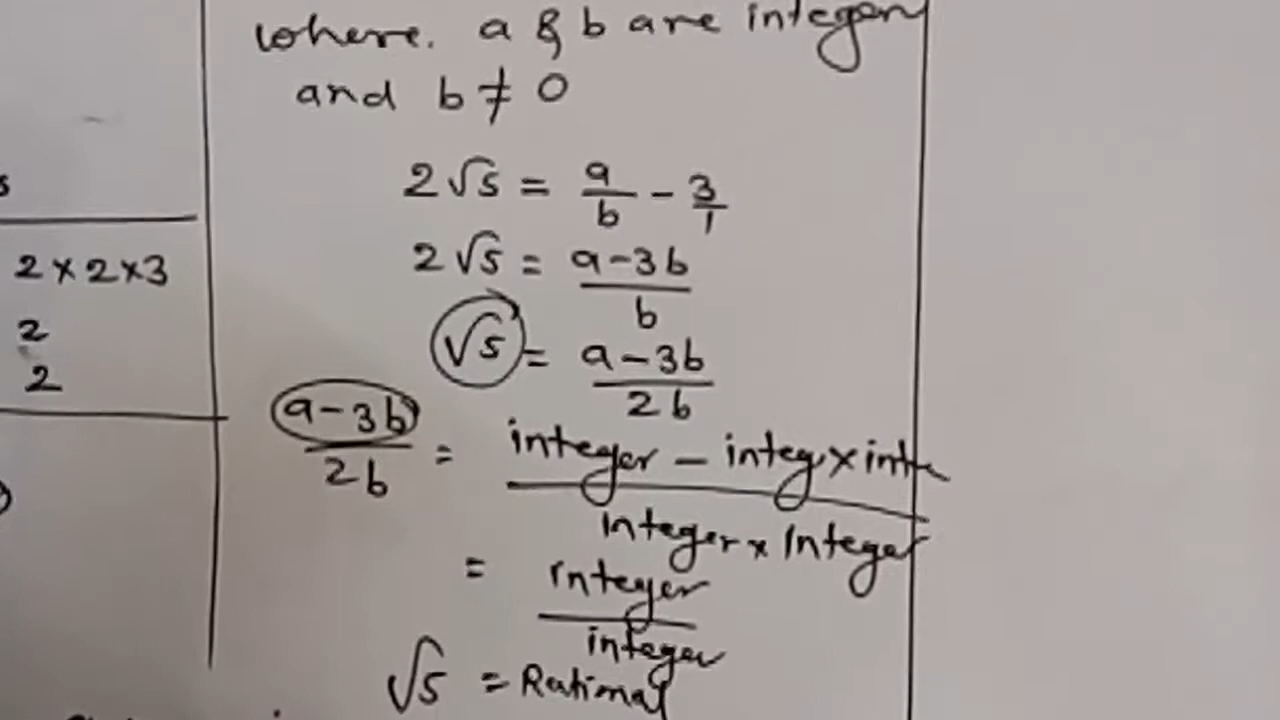 where. a & b are integers
and b ≠ 0
2√5 = a/b - 3/1
2√5 = a-3b/b
√5 = a-3b/2b
a-3b/2b = integer - integ. x inte
integer x Integer
= Integer/integer
√5 = Rational
s
2 x 2 x 3
2
2